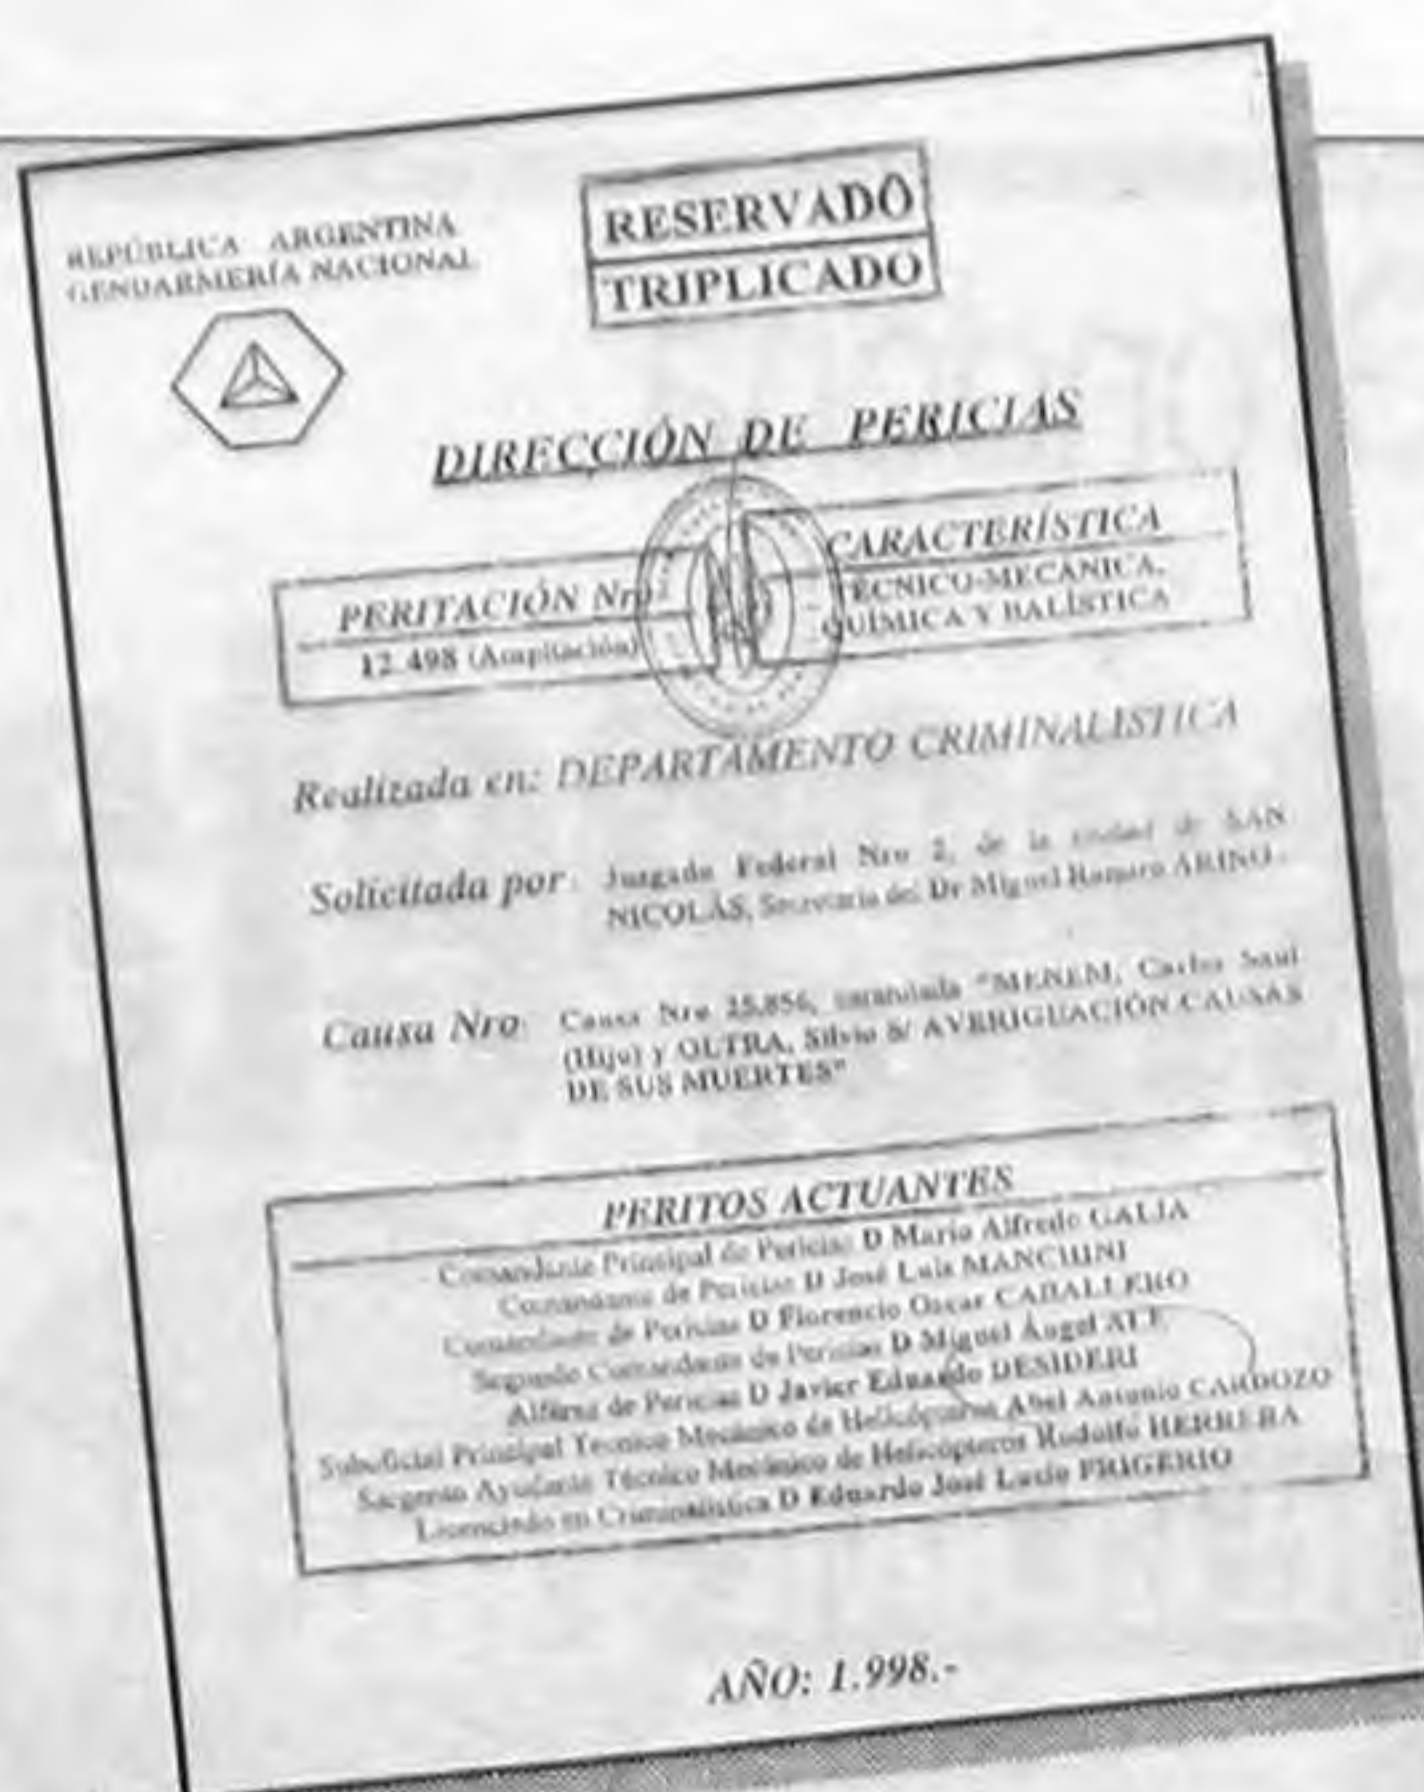 REPÚBLICA ARGENTINA
GENDARMERÍA NACIONAL
RESERVADO
TRIPLICADO
DIRECCIÓN DE PERICIAS
PERITACIÓN Nro:
12.498 (Ampliación)
CARACTERÍSTICA
TÉCNICO-MECÁNICA,
QUÍMICA Y BALÍSTICA
Realizada en: DEPARTAMENTO CRIMINALÍSTICA
Solicitada por: Juzgado Federal Nro 2, de la ciudad de SAN
NICOLÁS, Secretaría del Dr Miguel Ramaro ARINO.
Causa Nro: Causa Nro 25.856, caratulada "MENEM, Carlos Saul
(Hijo) y OLTRA, Silvio S/ AVERIGUACIÓN CAUSAS
DE SUS MUERTES"
PERITOS ACTUANTES
Comandante Principal de Pericias D Mario Alfredo GALIA
Comandante de Pericias D José Luis MANCHINI
Comandante de Pericias D Florencio Oscar CABALLERO
Segundo Comandante de Pericias D Miguel Ángel ALE
Alférez de Pericias D Javier Eduardo DESIDERI
Suboficial Principal Técnico Mecánico de Helicópteros Abel Antonio CARDOZO
Sargento Ayudante Técnico Mecánico de Helicópteros Rodolfo HERRERA
Licenciado en Criminalística D Eduardo José Lucio FRIGERIO
AÑO: 1.998.-